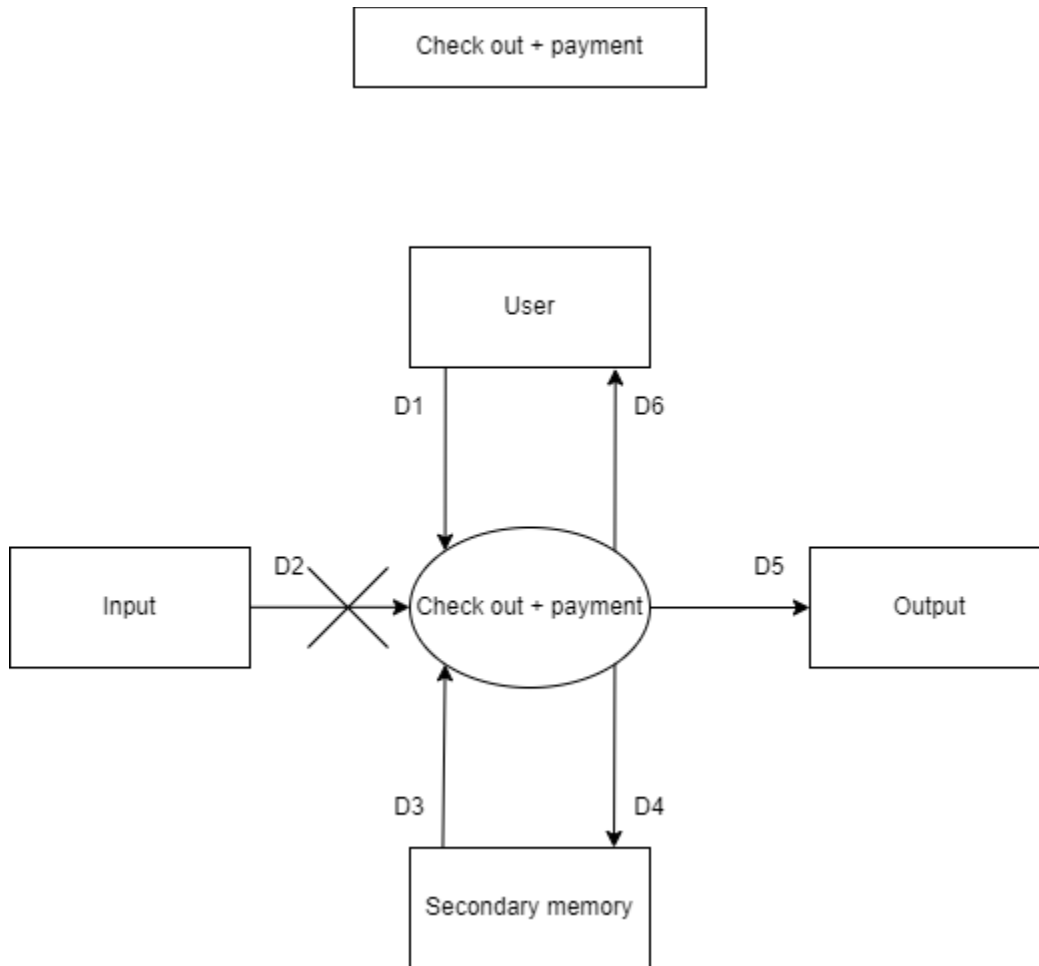 Check out + payment
User
D1
D6
D2
D5
Input
Check out + payment
Output
D3
D4
Secondary memory